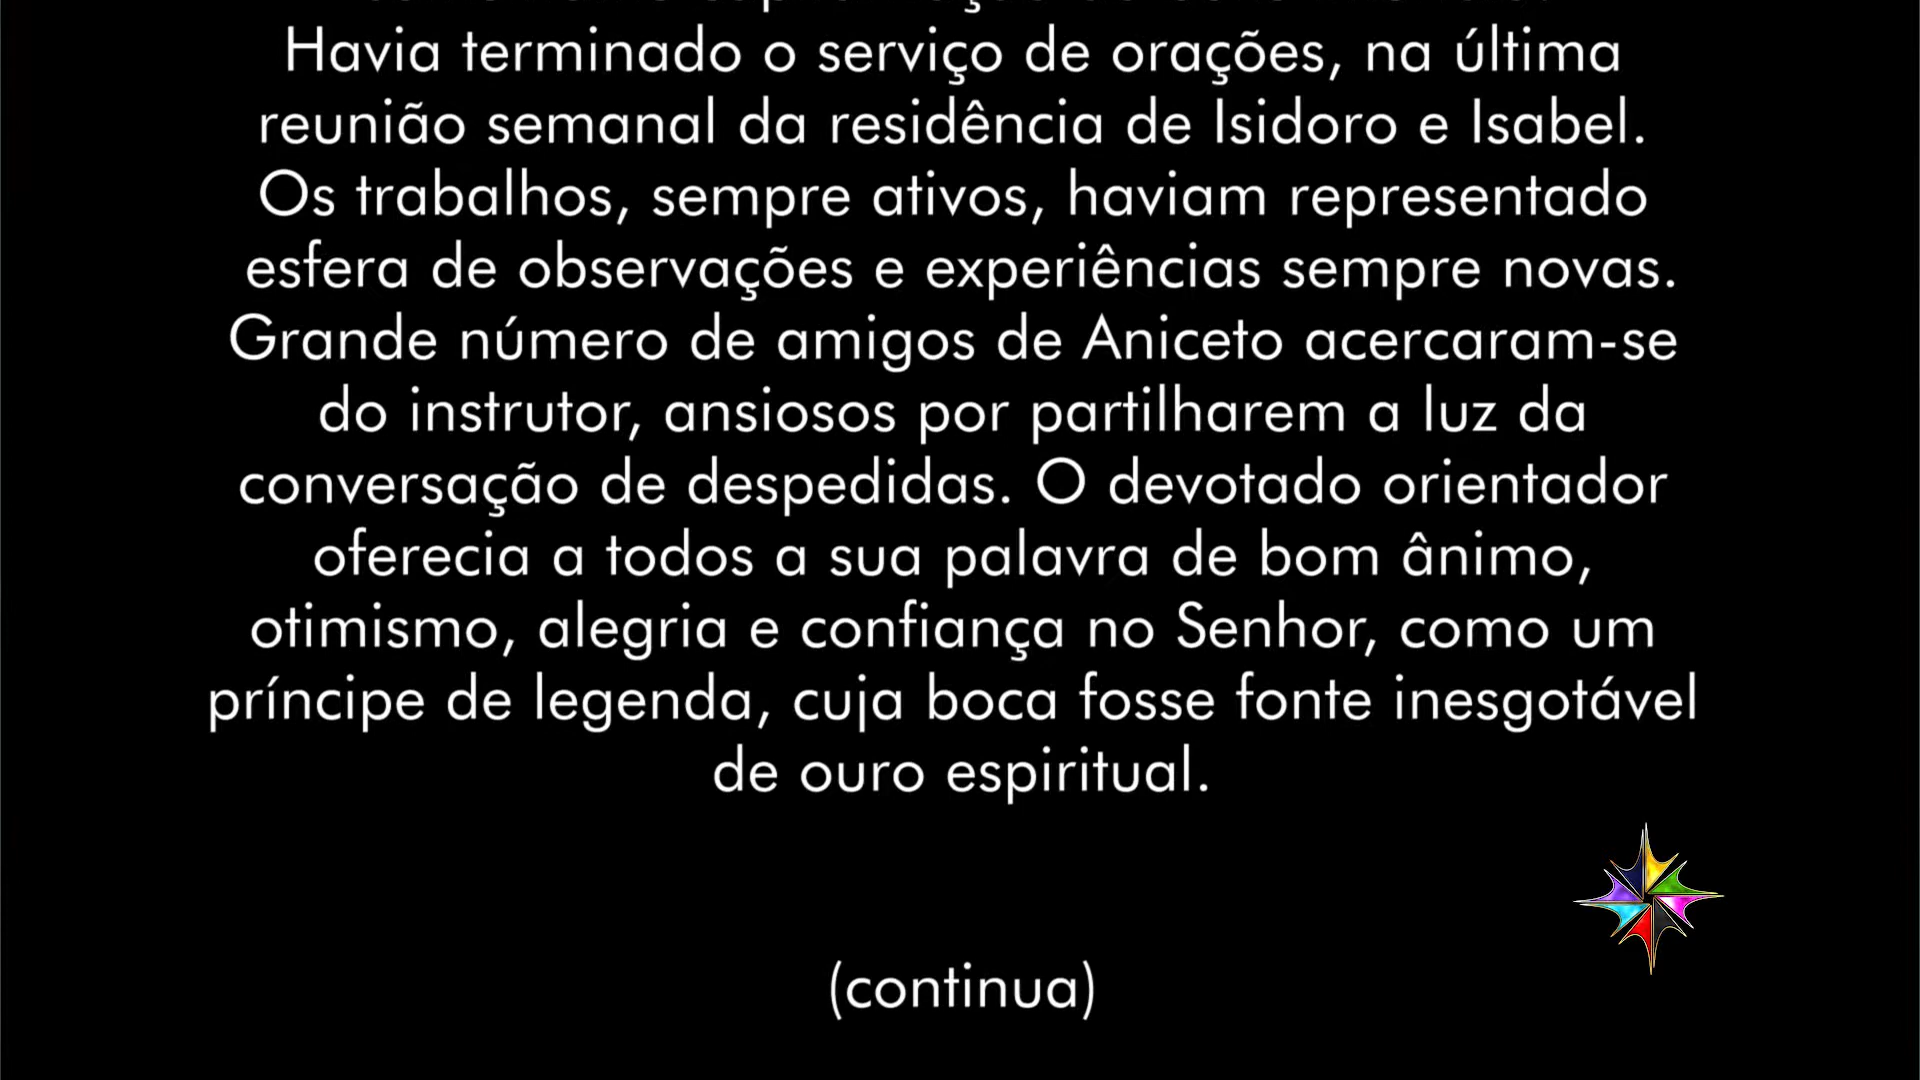 Havia terminado o serviço de orações, na última
reunião semanal da residência de Isidoro e Isabel.
Os trabalhos, sempre ativos, haviam representado
esfera de observações e experiências sempre novas.
Grande número de amigos de Aniceto acercaram-se
do instrutor, ansiosos por partilharem a luz da
conversação de despedidas. O devotado orientador
oferecia a todos a sua palavra de bom ânimo,
otimismo, alegria e confiança no Senhor, como um
príncipe de legenda, cuja boca fosse fonte inesgotável
de ouro espiritual.
(continua)